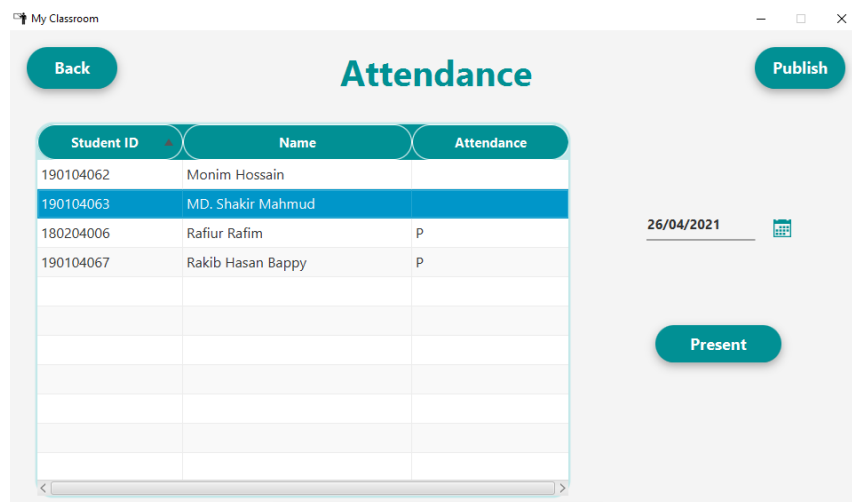 My Classroom
Back
Attendance
Publish
Student ID Name Attendance
190104062 Monim Hossain
190104063 MD. Shakir Mahmud
180204006 Rafiur Rafim P
190104067 Rakib Hasan Bappy P
26/04/2021
Present